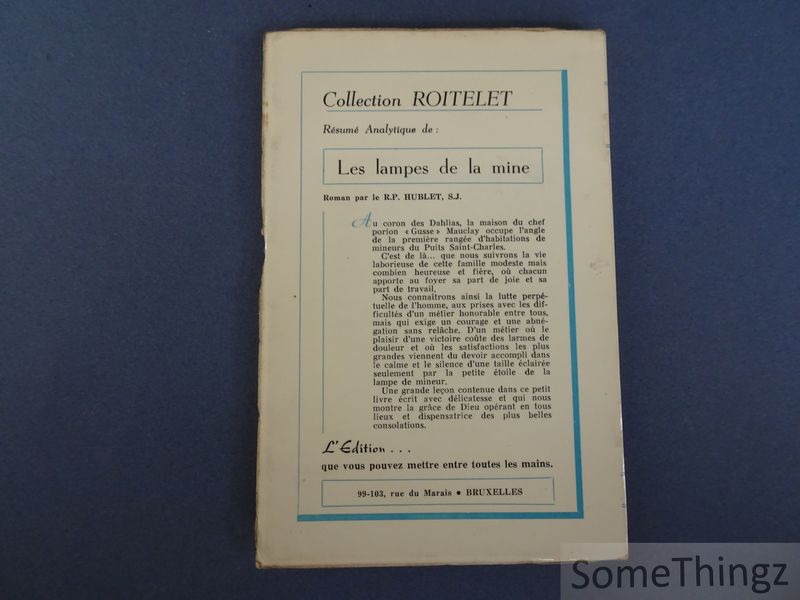 Collection ROITELET
Résumé Analytique de :
Les lampes de la mine
Roman par le R.P. HUBLET, S.J.
Au coron des Dahlias, la maison du chef
porion « Gusse » Mauclay occupe l'angle
de la première rangée d'habitations de
mineurs du Puits Saint-Charles.
C'est de là... que nous suivrons la vie
laborieuse de cette famille modeste mais
combien heureuse et fière, où chacun
apporte au foyer sa part de joie et sa
part de travail.
Nous connaîtrons ainsi la lutte perpé-
tuelle de l'homme, aux prises avec les dif-
ficultés d'un métier honorable entre tous,
mais qui exige un courage et une abné-
gation sans relâche. D'un métier où le
plaisir d'une victoire coûte des larmes de
douleur et où les satisfactions les plus
grandes viennent du devoir accompli dans
le calme et le silence d'une taille éclairée
seulement par la petite étoile de la
lampe de mineur.
Une grande leçon contenue dans ce petit
livre écrit avec délicatesse et qui nous
montre la grâce de Dieu opérant en tous
lieux et dispensatrice des plus belles
consolations.
L'Edition . . .
que vous pouvez mettre entre toutes les mains.
99-103, rue du Marais • BRUXELLES
SomeThingz